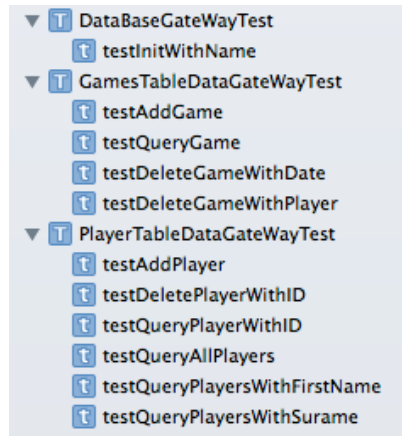 DataBaseGateWayTest
testInitWithName
GamesTableDataGateWayTest
testAddGame
testQueryGame
testDeleteGameWithDate
testDeleteGameWithPlayer
PlayerTableDataGateWayTest
testAddPlayer
testDeletePlayerWithID
testQueryPlayerWithID
testQueryAllPlayers
testQueryPlayersWithFirstName
testQueryPlayersWithSurame